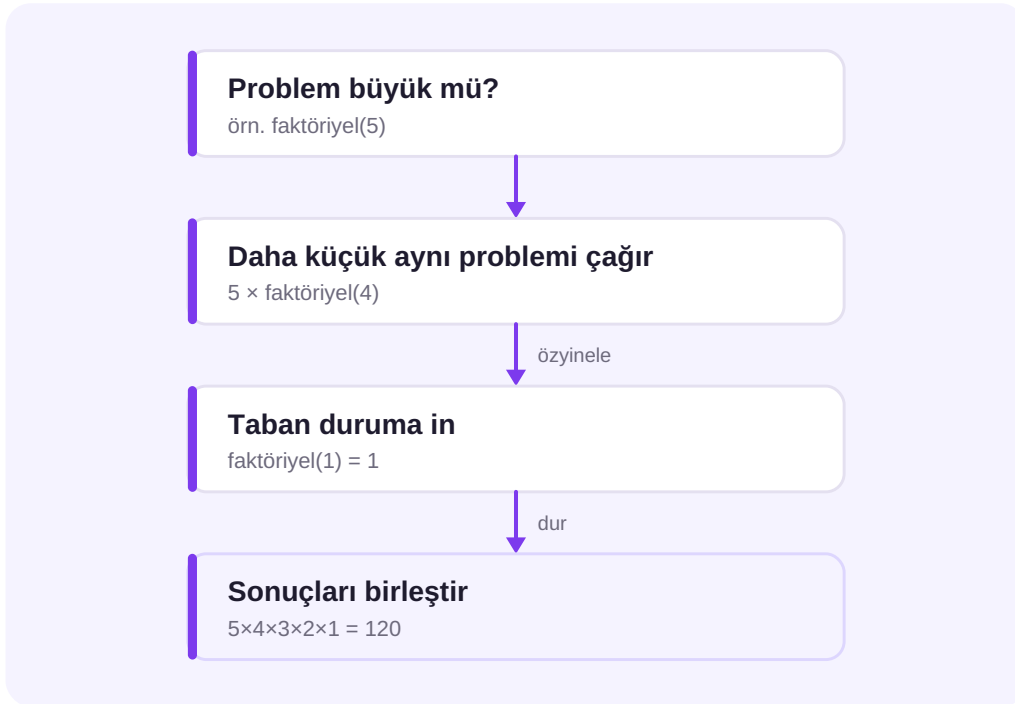 Problem büyük mü?
örn. faktöriyel(5)
Daha küçük aynı problemi çağır
5 × faktöriyel(4)
özyinele
Taban duruma in
faktöriyel(1) = 1
dur
Sonuçları birleştir
5×4×3×2×1 = 120